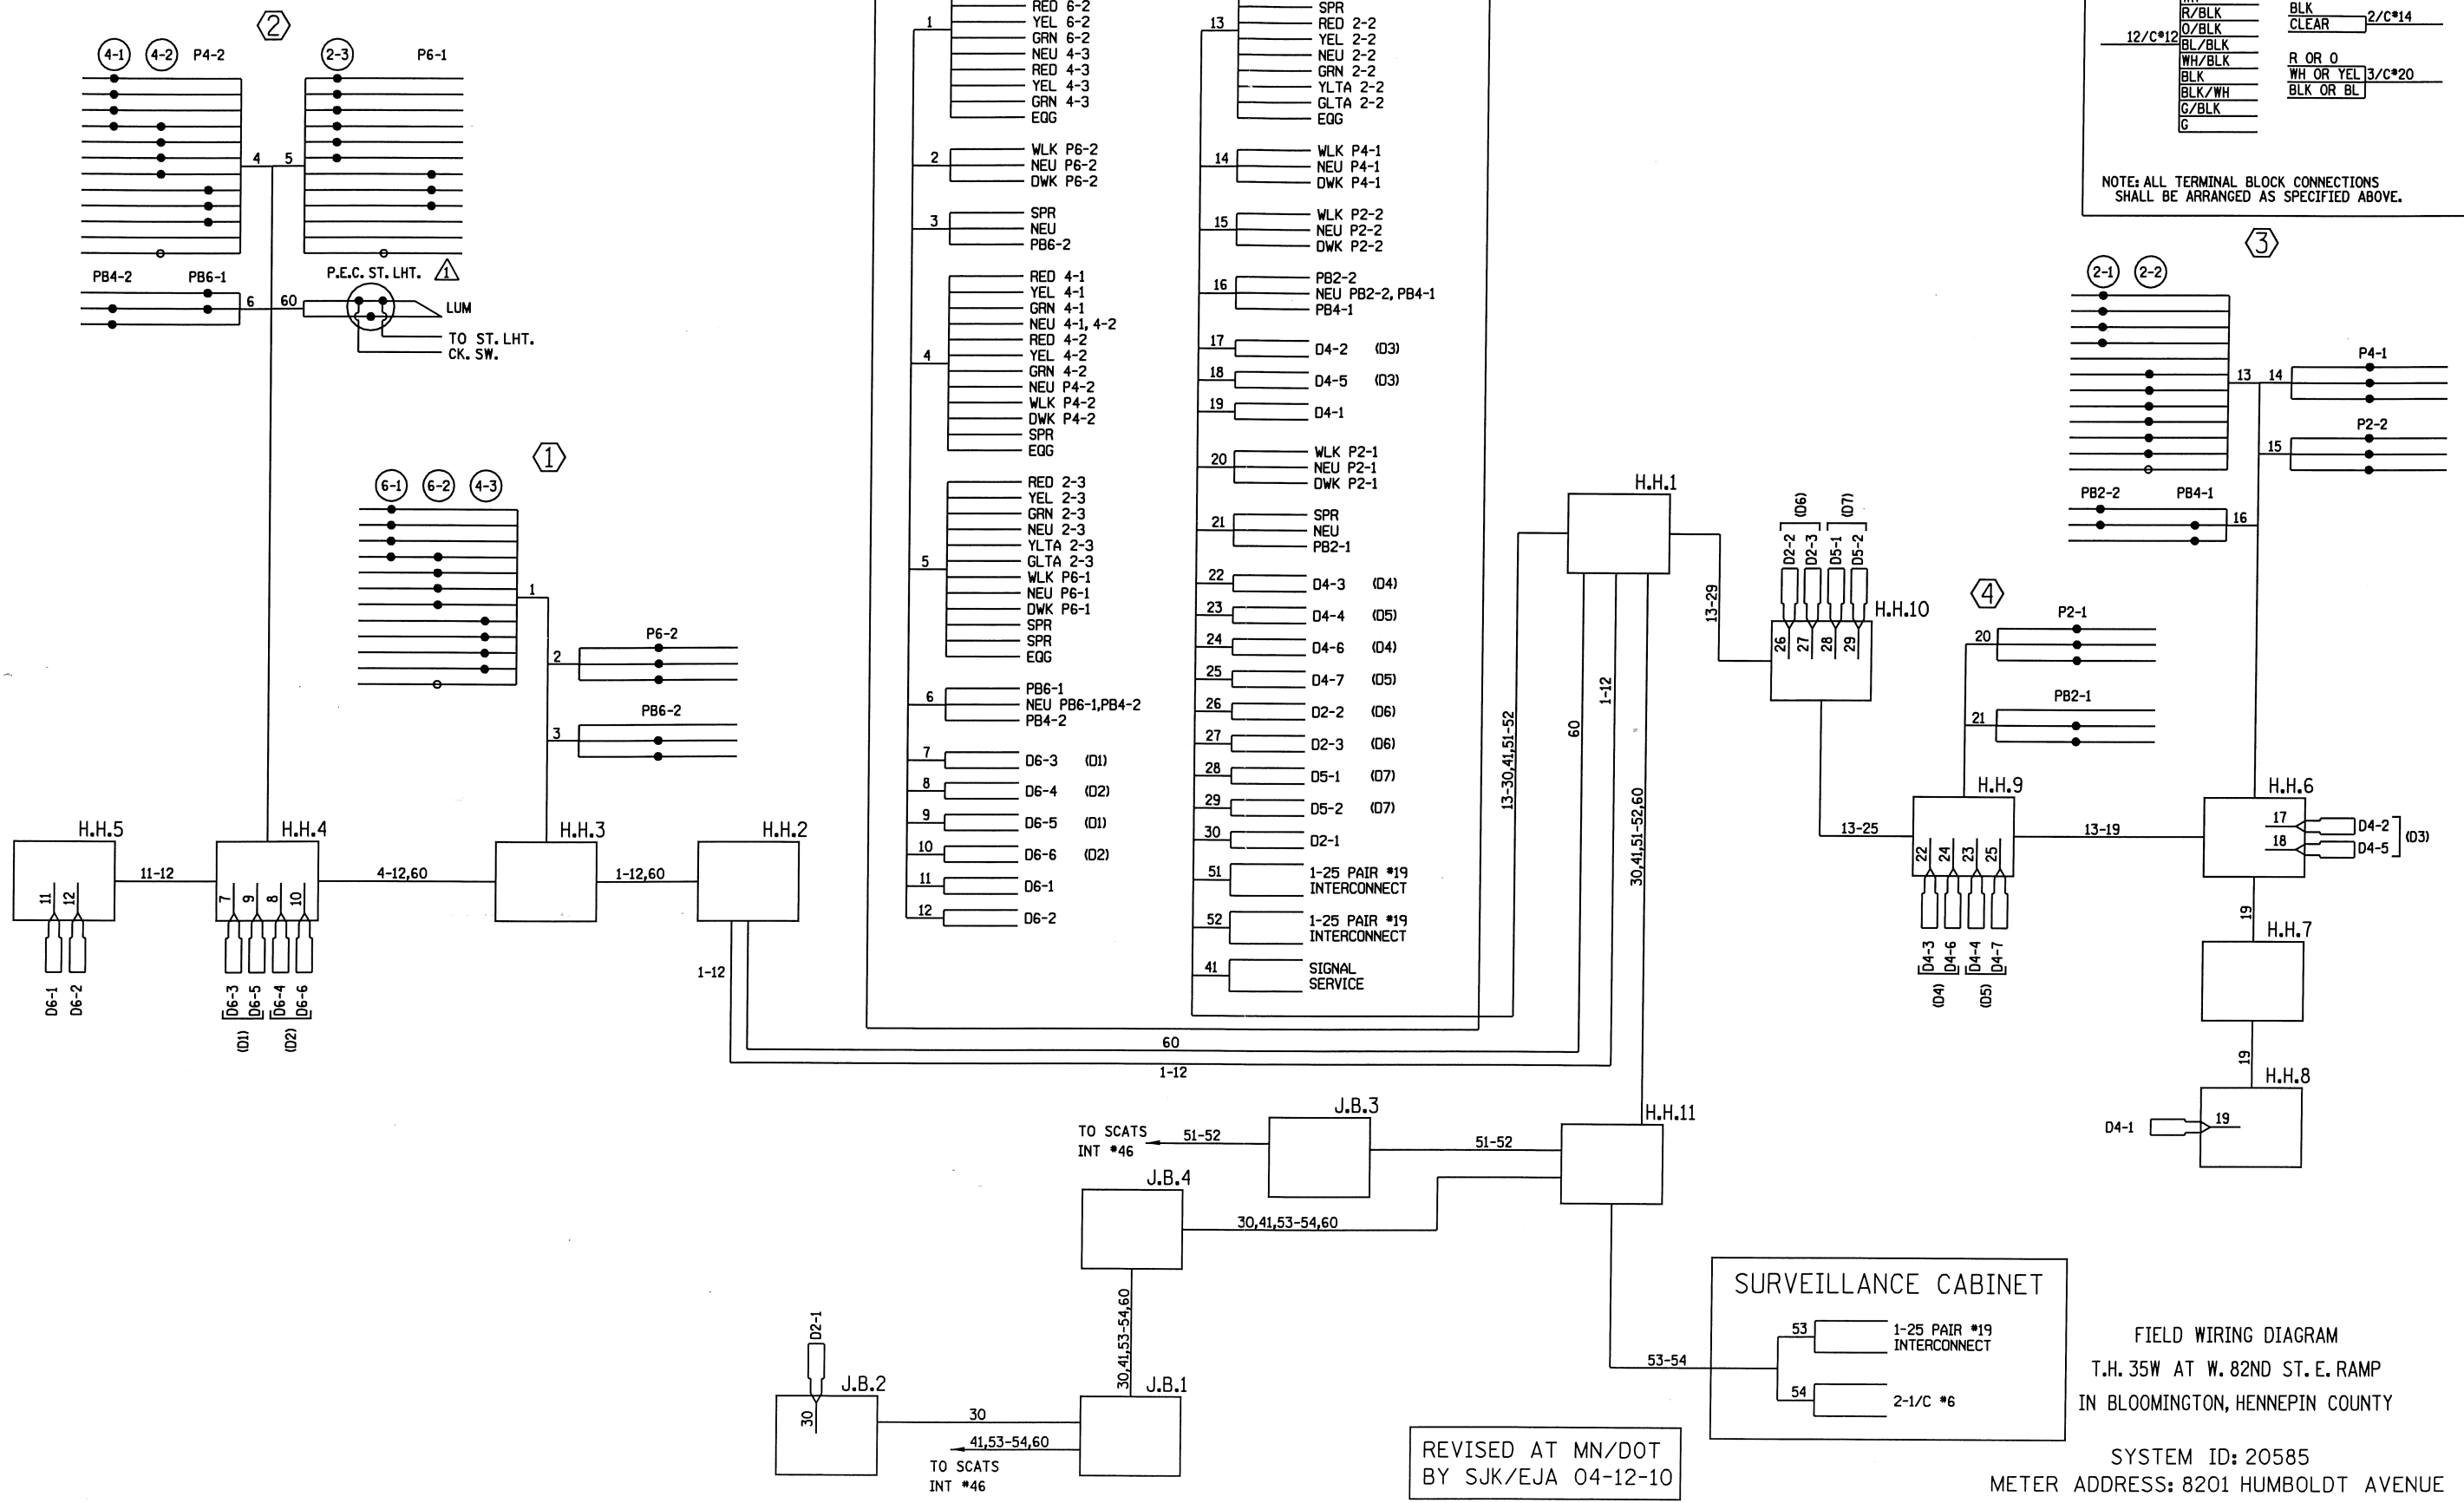 2
4-1 4-2 P4-2
2-3 P6-1
4 5
PB4-2 PB6-1
6 60
P.E.C. ST. LHT. 1
LUM
TO ST. LHT.
CK. SW.
1
6-1 6-2 4-3
1
2 P6-2
3 PB6-2
H.H.5
11 12
D6-1 D6-2
11-12
H.H.4
7 9 8 10
D6-3 D6-5 D6-4 D6-6
(D1) (D2)
4-12,60
H.H.3
1-12,60
H.H.2
1-12
60
1-12
1
RED 6-2
YEL 6-2
GRN 6-2
NEU 4-3
RED 4-3
YEL 4-3
GRN 4-3
EQG
2
WLK P6-2
NEU P6-2
DWK P6-2
3
SPR
NEU
PB6-2
4
RED 4-1
YEL 4-1
GRN 4-1
NEU 4-1, 4-2
RED 4-2
YEL 4-2
GRN 4-2
NEU P4-2
WLK P4-2
DWK P4-2
SPR
EQG
5
RED 2-3
YEL 2-3
GRN 2-3
NEU 2-3
YLTA 2-3
GLTA 2-3
WLK P6-1
NEU P6-1
DWK P6-1
SPR
SPR
EQG
6
PB6-1
NEU PB6-1,PB4-2
PB4-2
7 D6-3 (D1)
8 D6-4 (D2)
9 D6-5 (D1)
10 D6-6 (D2)
11 D6-1
12 D6-2
13
SPR
RED 2-2
YEL 2-2
NEU 2-2
GRN 2-2
YLTA 2-2
GLTA 2-2
EQG
14
WLK P4-1
NEU P4-1
DWK P4-1
15
WLK P2-2
NEU P2-2
DWK P2-2
16
PB2-2
NEU PB2-2, PB4-1
PB4-1
17 D4-2 (D3)
18 D4-5 (D3)
19 D4-1
20
WLK P2-1
NEU P2-1
DWK P2-1
21
SPR
NEU
PB2-1
22 D4-3 (D4)
23 D4-4 (D5)
24 D4-6 (D4)
25 D4-7 (D5)
26 D2-2 (D6)
27 D2-3 (D6)
28 D5-1 (D7)
29 D5-2 (D7)
30 D2-1
51 1-25 PAIR #19
INTERCONNECT
52 1-25 PAIR #19
INTERCONNECT
41 SIGNAL
SERVICE
H.H.1
13-30,41,51-52
60
1-12
30,41,51-52,60
13-29
(D6) (D7)
D2-2 D2-3 D5-1 D5-2
26 27 28 29
H.H.10
13-25
4
20 P2-1
21 PB2-1
H.H.9
22 24 23 25
D4-3 D4-6 D4-4 D4-7
(D4) (D5)
13-19
12/C#12
R/BLK
O/BLK
BL/BLK
WH/BLK
BLK
BLK/WH
G/BLK
G
BLK
CLEAR
2/C#14
R OR O
WH OR YEL
BLK OR BL
3/C#20
NOTE: ALL TERMINAL BLOCK CONNECTIONS
SHALL BE ARRANGED AS SPECIFIED ABOVE.
3
2-1 2-2
13 14
P4-1
15 P2-2
PB2-2 PB4-1
16
H.H.6
17 D4-2
18 D4-5
(D3)
19
H.H.7
19
H.H.8
D4-1 19
H.H.11
J.B.3
51-52
51-52
TO SCATS
INT #46
J.B.4
30,41,53-54,60
30,41,53-54,60
J.B.1
D2-1
J.B.2
30
30
41,53-54,60
TO SCATS
INT #46
53-54
SURVEILLANCE CABINET
53 1-25 PAIR #19
INTERCONNECT
54 2-1/C #6
REVISED AT MN/DOT
BY SJK/EJA 04-12-10
FIELD WIRING DIAGRAM
T.H. 35W AT W. 82ND ST. E. RAMP
IN BLOOMINGTON, HENNEPIN COUNTY
SYSTEM ID: 20585
METER ADDRESS: 8201 HUMBOLDT AVENUE